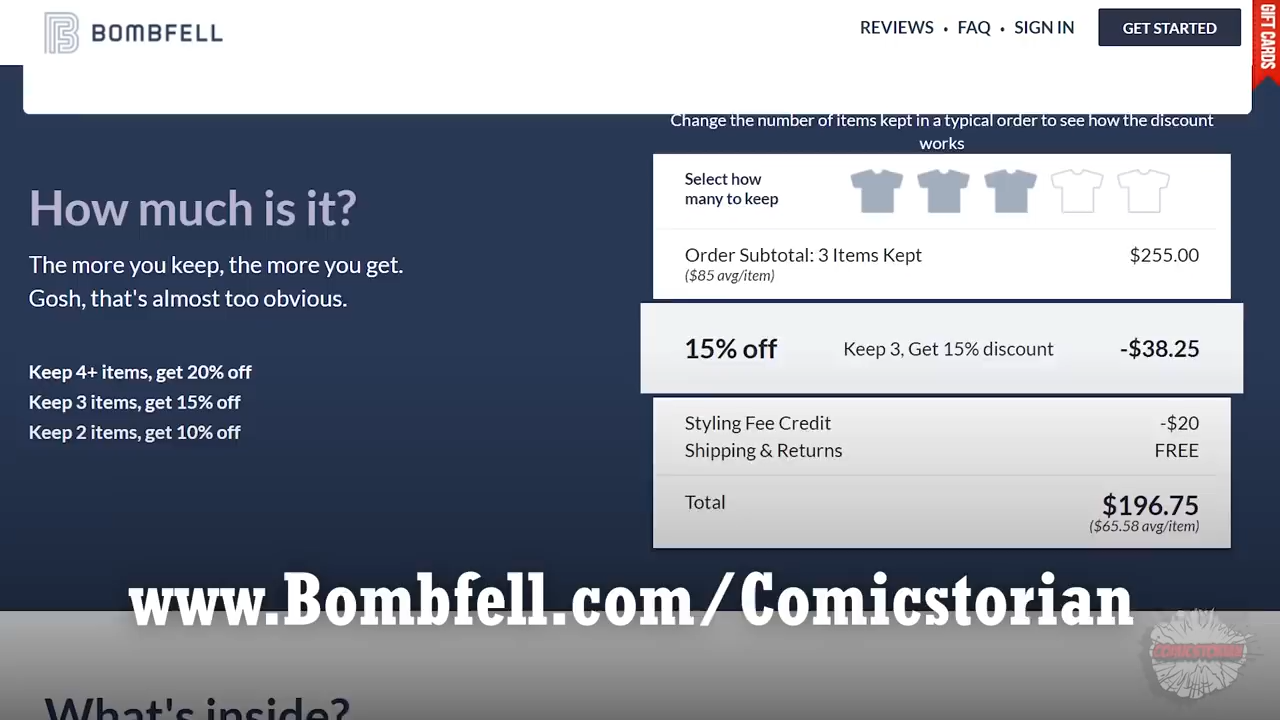 BOMBFELL
REVIEWS • FAQ • SIGN IN
GET STARTED
GIFT CARDS
Change the number of items kept in a typical order to see how the discount
works
How much is it?
The more you keep, the more you get.
Gosh, that's almost too obvious.
Keep 4+ items, get 20% off
Keep 3 items, get 15% off
Keep 2 items, get 10% off
Select how
many to keep
Order Subtotal: 3 Items Kept $255.00
($85 avg/item)
15% off Keep 3, Get 15% discount -$38.25
Styling Fee Credit -$20
Shipping & Returns FREE
Total $196.75
($65.58 avg/item)
www.Bombfell.com/Comicstorian
COMICSTORIAN
What's inside?